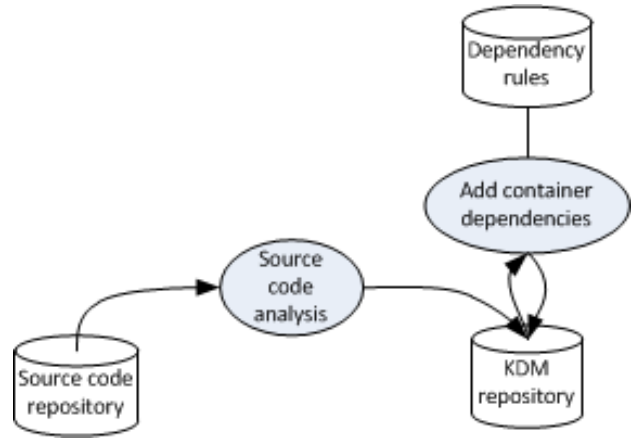 Dependency
rules
Add container
dependencies
Source
code
analysis
Source code
repository
KDM
repository